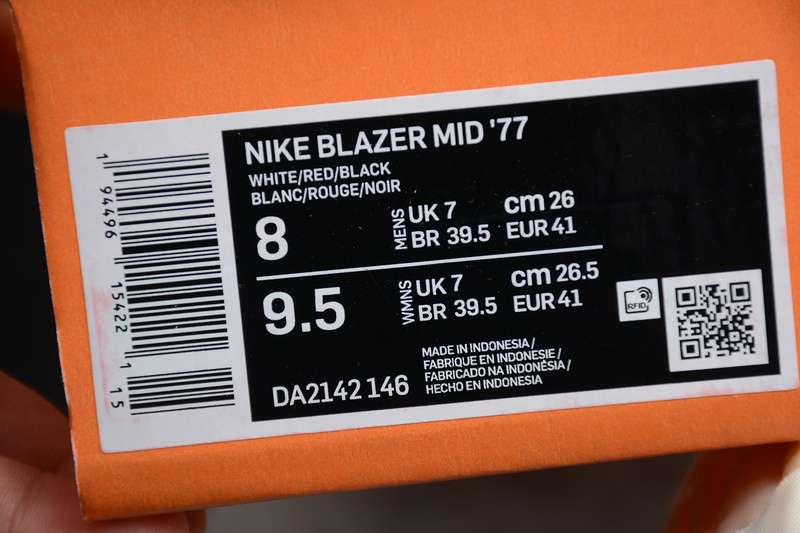 NIKE BLAZER MID '77
WHITE/RED/BLACK
BLANC/ROUGE/NOIR
8 MENS UK 7 cm 26
BR 39.5 EUR 41
9.5 WMNS UK 7 cm 26.5
BR 39.5 EUR 41
MADE IN INDONESIA /
FABRIQUE EN INDONESIE /
FABRICADO NA INDONÉSIA /
HECHO EN INDONESIA
DA2142 146
RFID
1 94496 15422 1 15